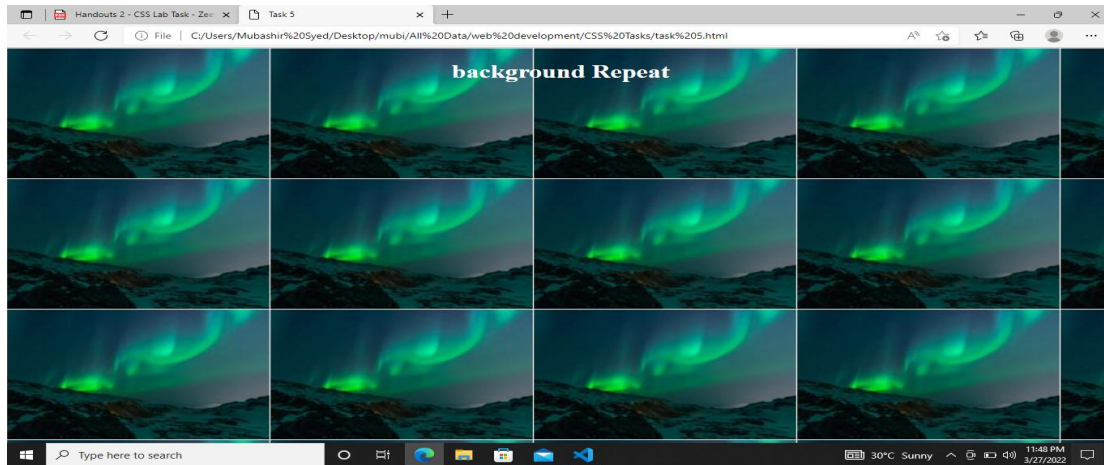 Handouts 2 - CSS Lab Task - Zee
Task 5
File C:/Users/Mubashir%20Syed/Desktop/mubi/All%20Data/web%20development/CSS%20Tasks/task%205.html
background Repeat
Type here to search
30°C Sunny
11:48 PM
3/27/2022